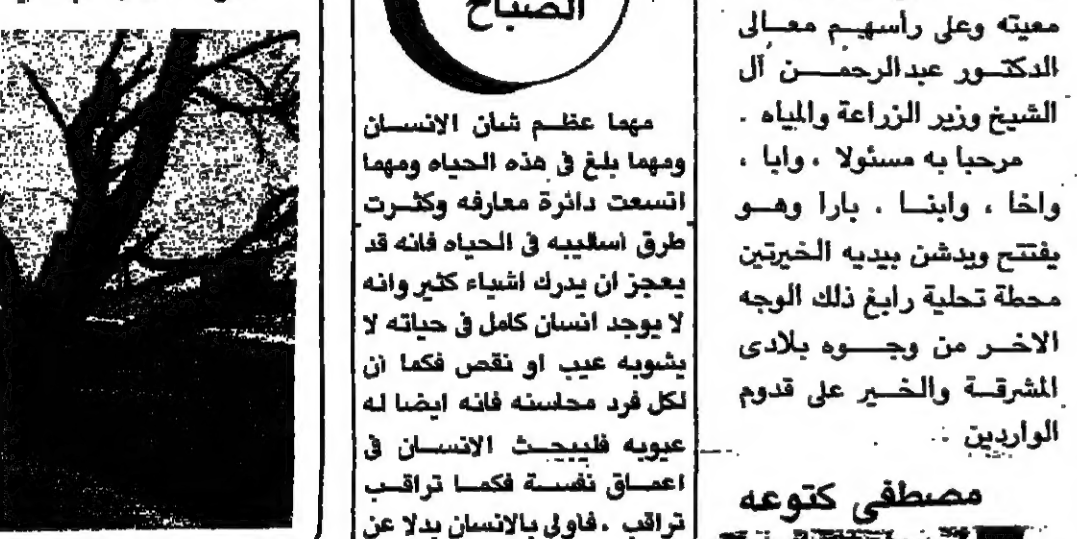 معيته وعلى رأسهم معالى
الدكتور عبدالرحمن آل
الشيخ وزير الزراعة والمياه .
مرحبا به مسئولا ، وابا ،
واخا ، وابنا ، بارا وهو
يفتتح ويدشن بيديه الخيرتين
محطة تحلية رابغ ذلك الوجه
الاخر من وجوه بلادى
المشرقة والخير على قدوم
الواردين .
مصطفى كتوعه
الصباح
مهما عظم شأن الانسان
ومهما بلغ في هذه الحياه ومهما
اتسعت دائرة معارفه وكثرت
طرق اساليبه في الحياه فانه قد
يعجز ان يدرك اشياء كثير وانه
لا يوجد انسان كامل في حياته لا
يشوبه عيب او نقص فكما أن
لكل فرد محاسنه فانه ايضا له
عيوبه فليبحث الانسان في
اعماق نفسة فكما تراقب
تراقب . فاولى بالانسان بدلا عن